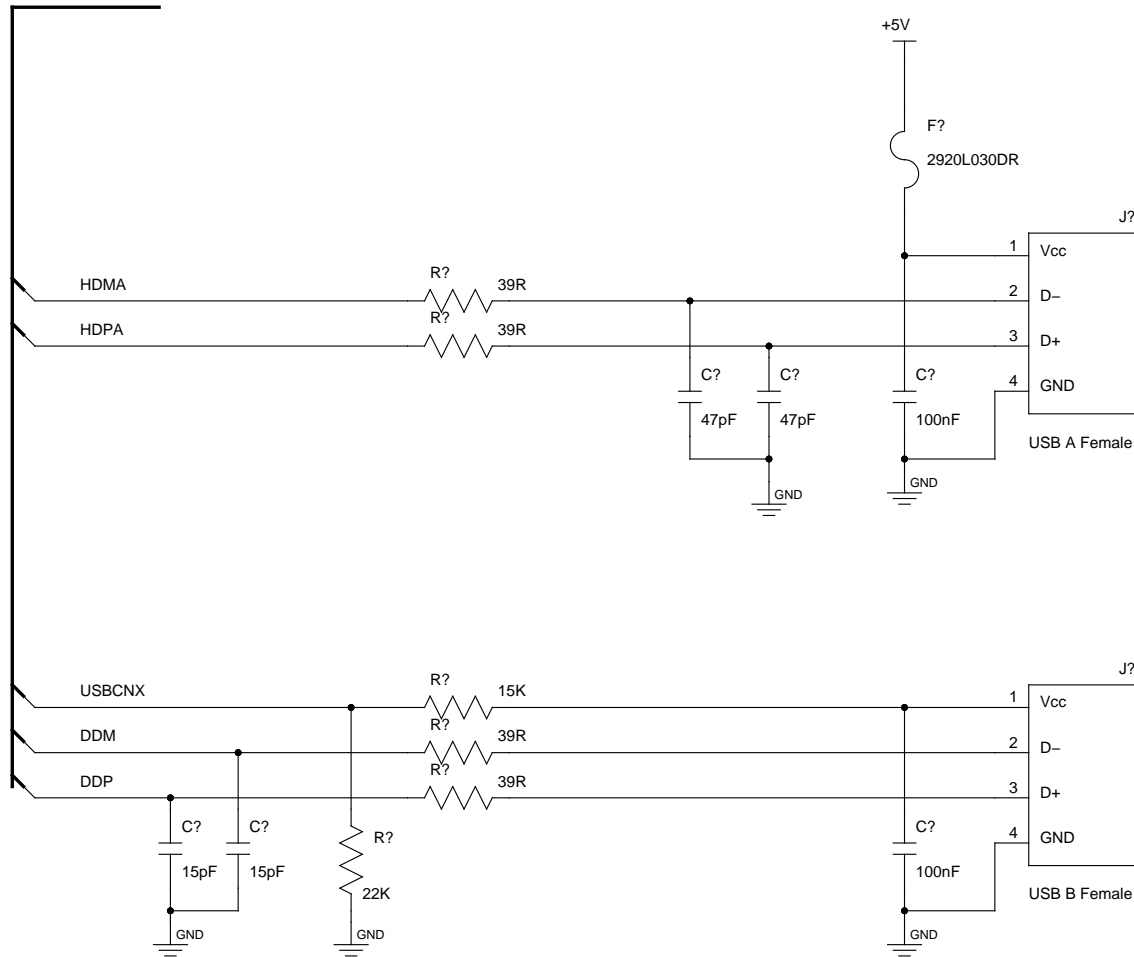 +5V
F?
2920L030DR
J?
1 Vcc
HDMA R? 39R 2 D–
HDPA R? 39R 3 D+
C? C? C? 4 GND
47pF 47pF 100nF
USB A Female
GND
GND
J?
USBCNX R? 15K 1 Vcc
DDM R? 39R 2 D–
DDP R? 39R 3 D+
C? C? R? C? 4 GND
15pF 15pF 100nF
22K USB B Female
GND GND GND